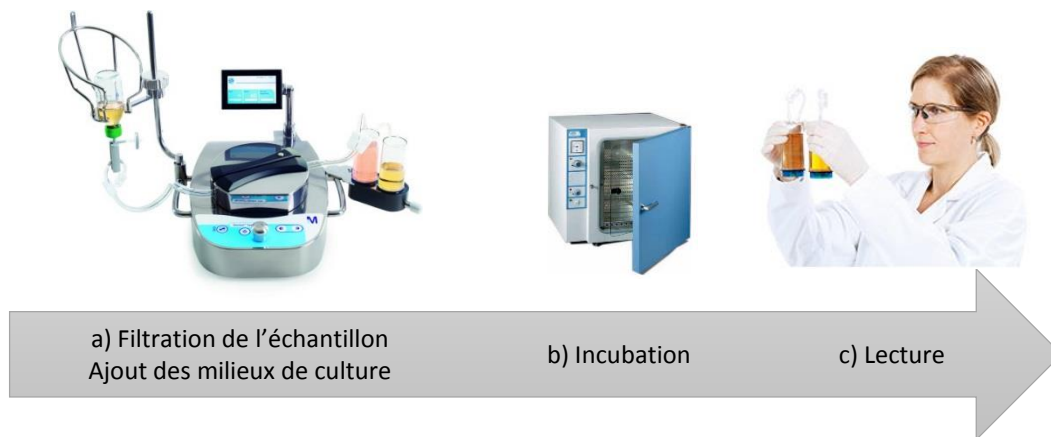 a) Filtration de l’échantillon
Ajout des milieux de culture
b) Incubation
c) Lecture